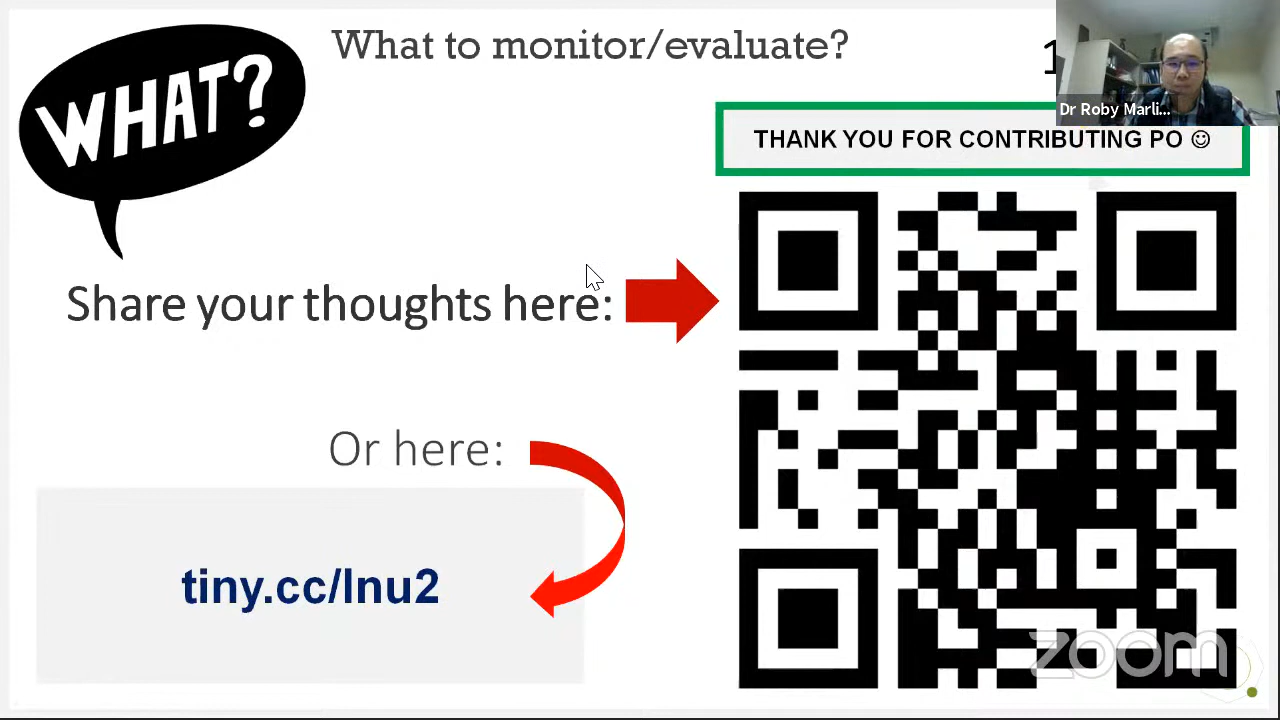 WHAT?
What to monitor/evaluate?
1
Dr Roby Marli...
THANK YOU FOR CONTRIBUTING PO ☺
Share your thoughts here:
Or here:
tiny.cc/lnu2
zoom